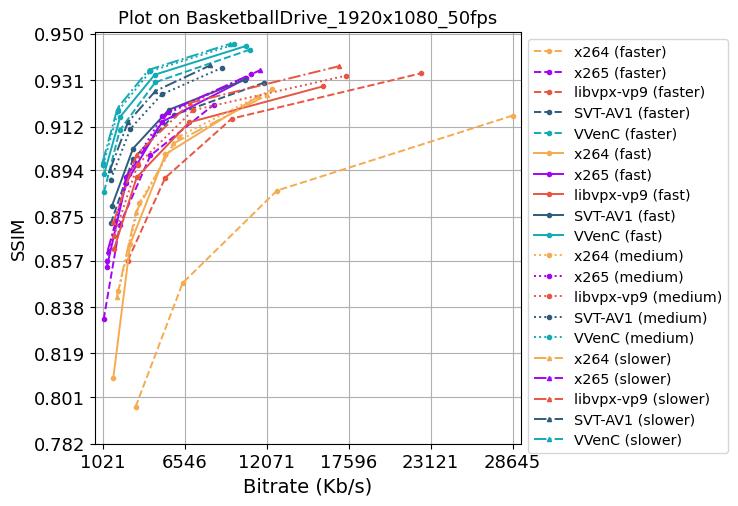 Plot on BasketballDrive_1920x1080_50fps
SSIM
0.950
0.931
0.912
0.894
0.875
0.857
0.838
0.819
0.801
0.782
1021 6546 12071 17596 23121 28645
Bitrate (Kb/s)
x264 (faster)
x265 (faster)
libvpx-vp9 (faster)
SVT-AV1 (faster)
VVenC (faster)
x264 (fast)
x265 (fast)
libvpx-vp9 (fast)
SVT-AV1 (fast)
VVenC (fast)
x264 (medium)
x265 (medium)
libvpx-vp9 (medium)
SVT-AV1 (medium)
VVenC (medium)
x264 (slower)
x265 (slower)
libvpx-vp9 (slower)
SVT-AV1 (slower)
VVenC (slower)